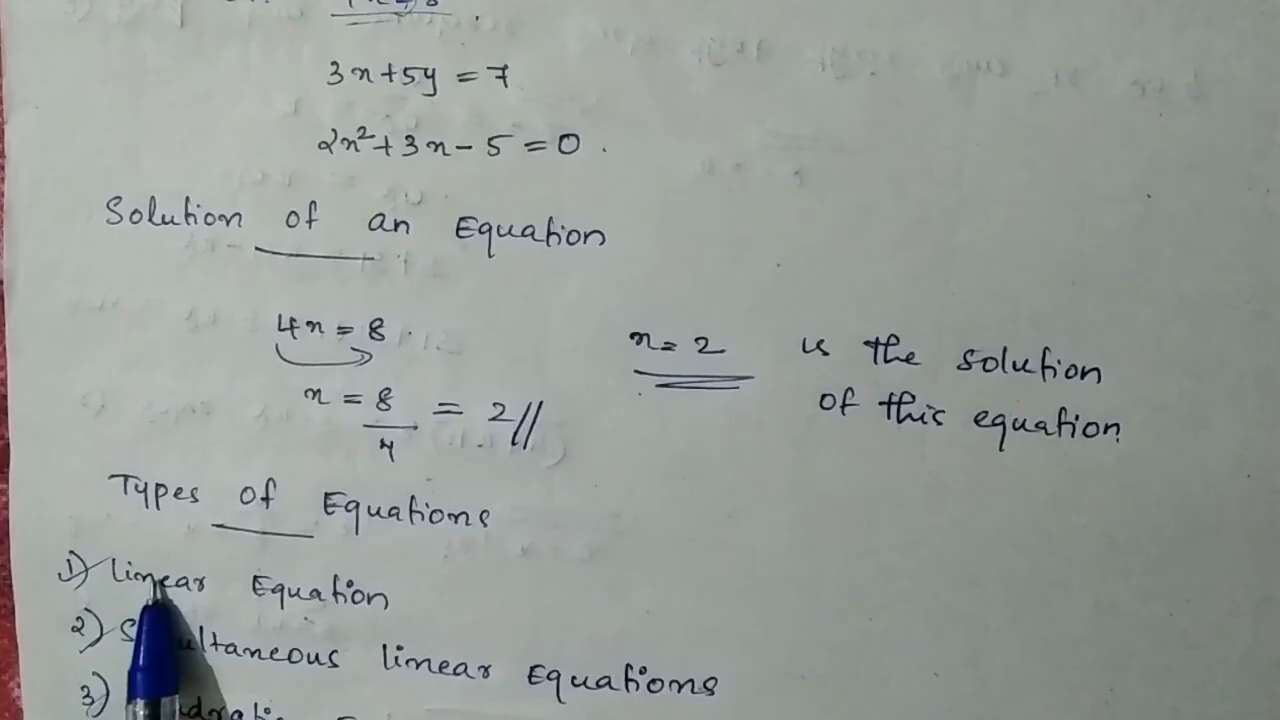 3x+5y = 7
2x²+3x-5 = 0.
Solution of an Equation
4x = 8
x = 8/4 = 2//
x = 2 is the solution
of this equation
Types of Equations
1) Linear Equation
2) Simultaneous linear Equations
3)